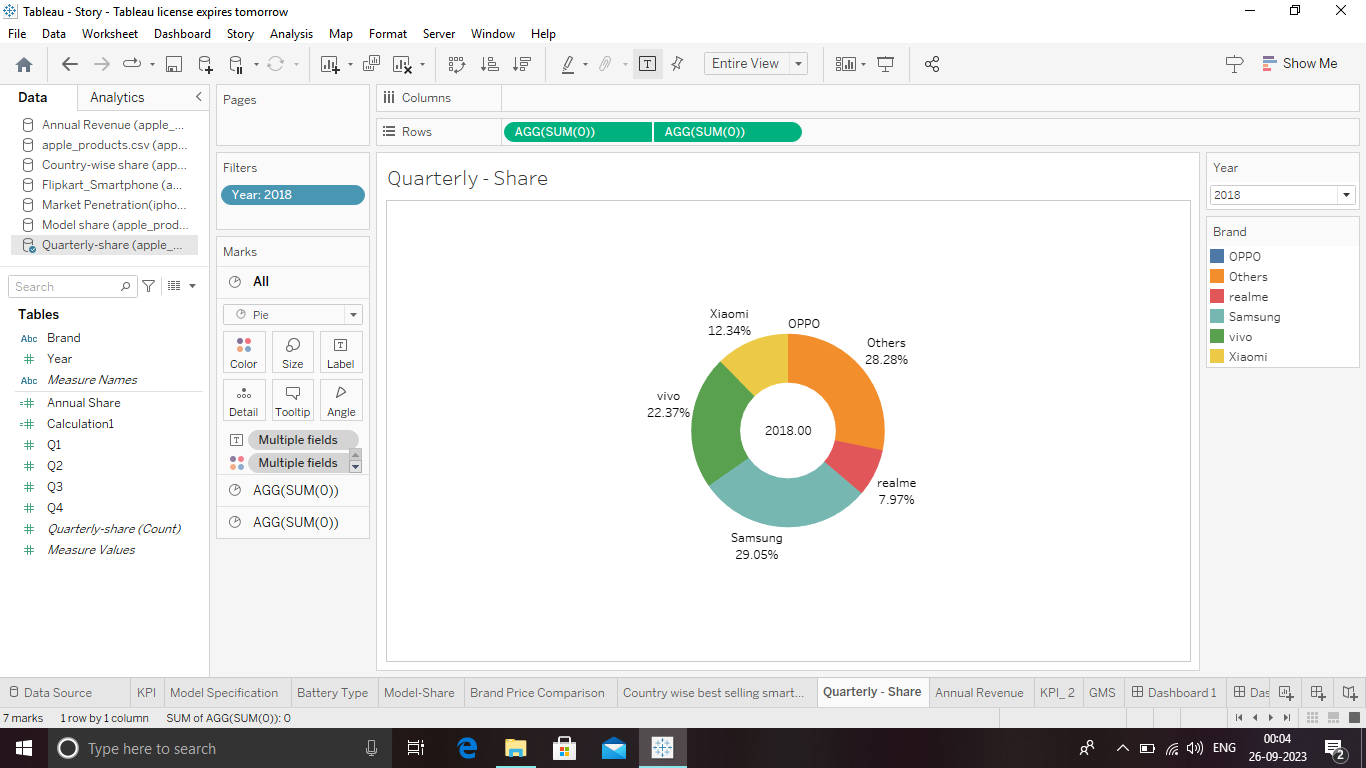 Tableau - Story - Tableau license expires tomorrow
File Data Worksheet Dashboard Story Analysis Map Format Server Window Help
Entire View
Show Me
Data Analytics
Annual Revenue (apple_...
apple_products.csv (app...
Country-wise share (app...
Flipkart_Smartphone (a...
Market Penetration(ipho...
Model share (apple_prod...
Quarterly-share (apple_...
Search
Tables
Abc Brand
Year
Abc Measure Names
Annual Share
Calculation1
Q1
Q2
Q3
Q4
Quarterly-share (Count)
Measure Values
Pages
Filters
Year: 2018
Marks
All
Pie
Color Size Label
Detail Tooltip Angle
Multiple fields
Multiple fields
AGG(SUM(0))
AGG(SUM(0))
Columns
Rows AGG(SUM(0)) AGG(SUM(0))
Quarterly - Share
Xiaomi
12.34%
OPPO
Others
28.28%
vivo
22.37%
2018.00
realme
7.97%
Samsung
29.05%
Year
2018
Brand
OPPO
Others
realme
Samsung
vivo
Xiaomi
Data Source KPI Model Specification Battery Type Model-Share Brand Price Comparison Country wise best selling smart... Quarterly - Share Annual Revenue KPI_ 2 GMS Dashboard 1 Das
7 marks 1 row by 1 column SUM of AGG(SUM(0)): 0
Type here to search
ENG
00:04
26-09-2023
2